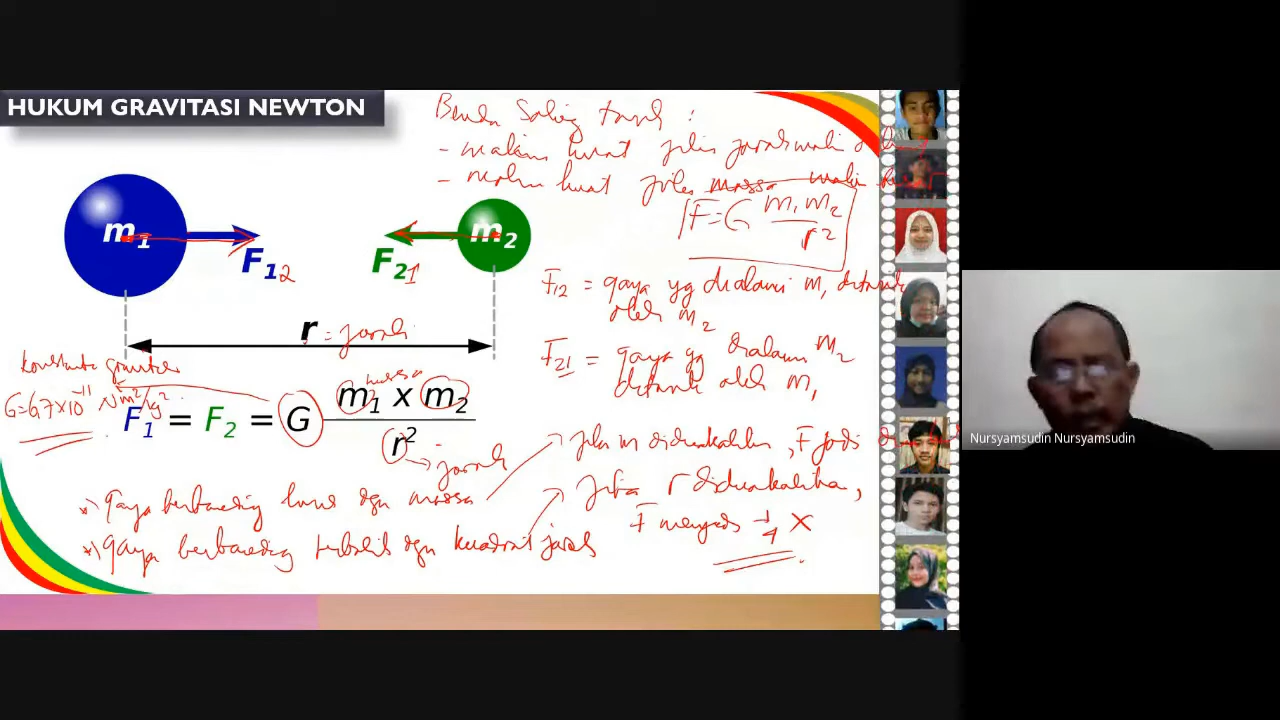 HUKUM GRAVITASI NEWTON
Benda Saling tarik :
- makin kuat jika jarak makin
- makin kuat jika massa makin besar
F = G m1 m2 / r²
m1
m2
F12
F21
F12 = gaya yg dialami m1 ditarik
oleh m2
r = jarak
F21 = gaya yg dialami m2
ditarik oleh m1
konstanta gravitasi
G = 6,7 x 10⁻¹¹ Nm²/kg²
massa
F1 = F2 = G m1 x m2 / r²
jarak
jika m diduakalikan, F jadi
*) gaya berbanding lurus dgn massa
jika r diduakalikan,
F menjadi 1/4 x
*) gaya berbanding terbalik dgn kuadrat jarak
Nursyamsudin Nursyamsudin